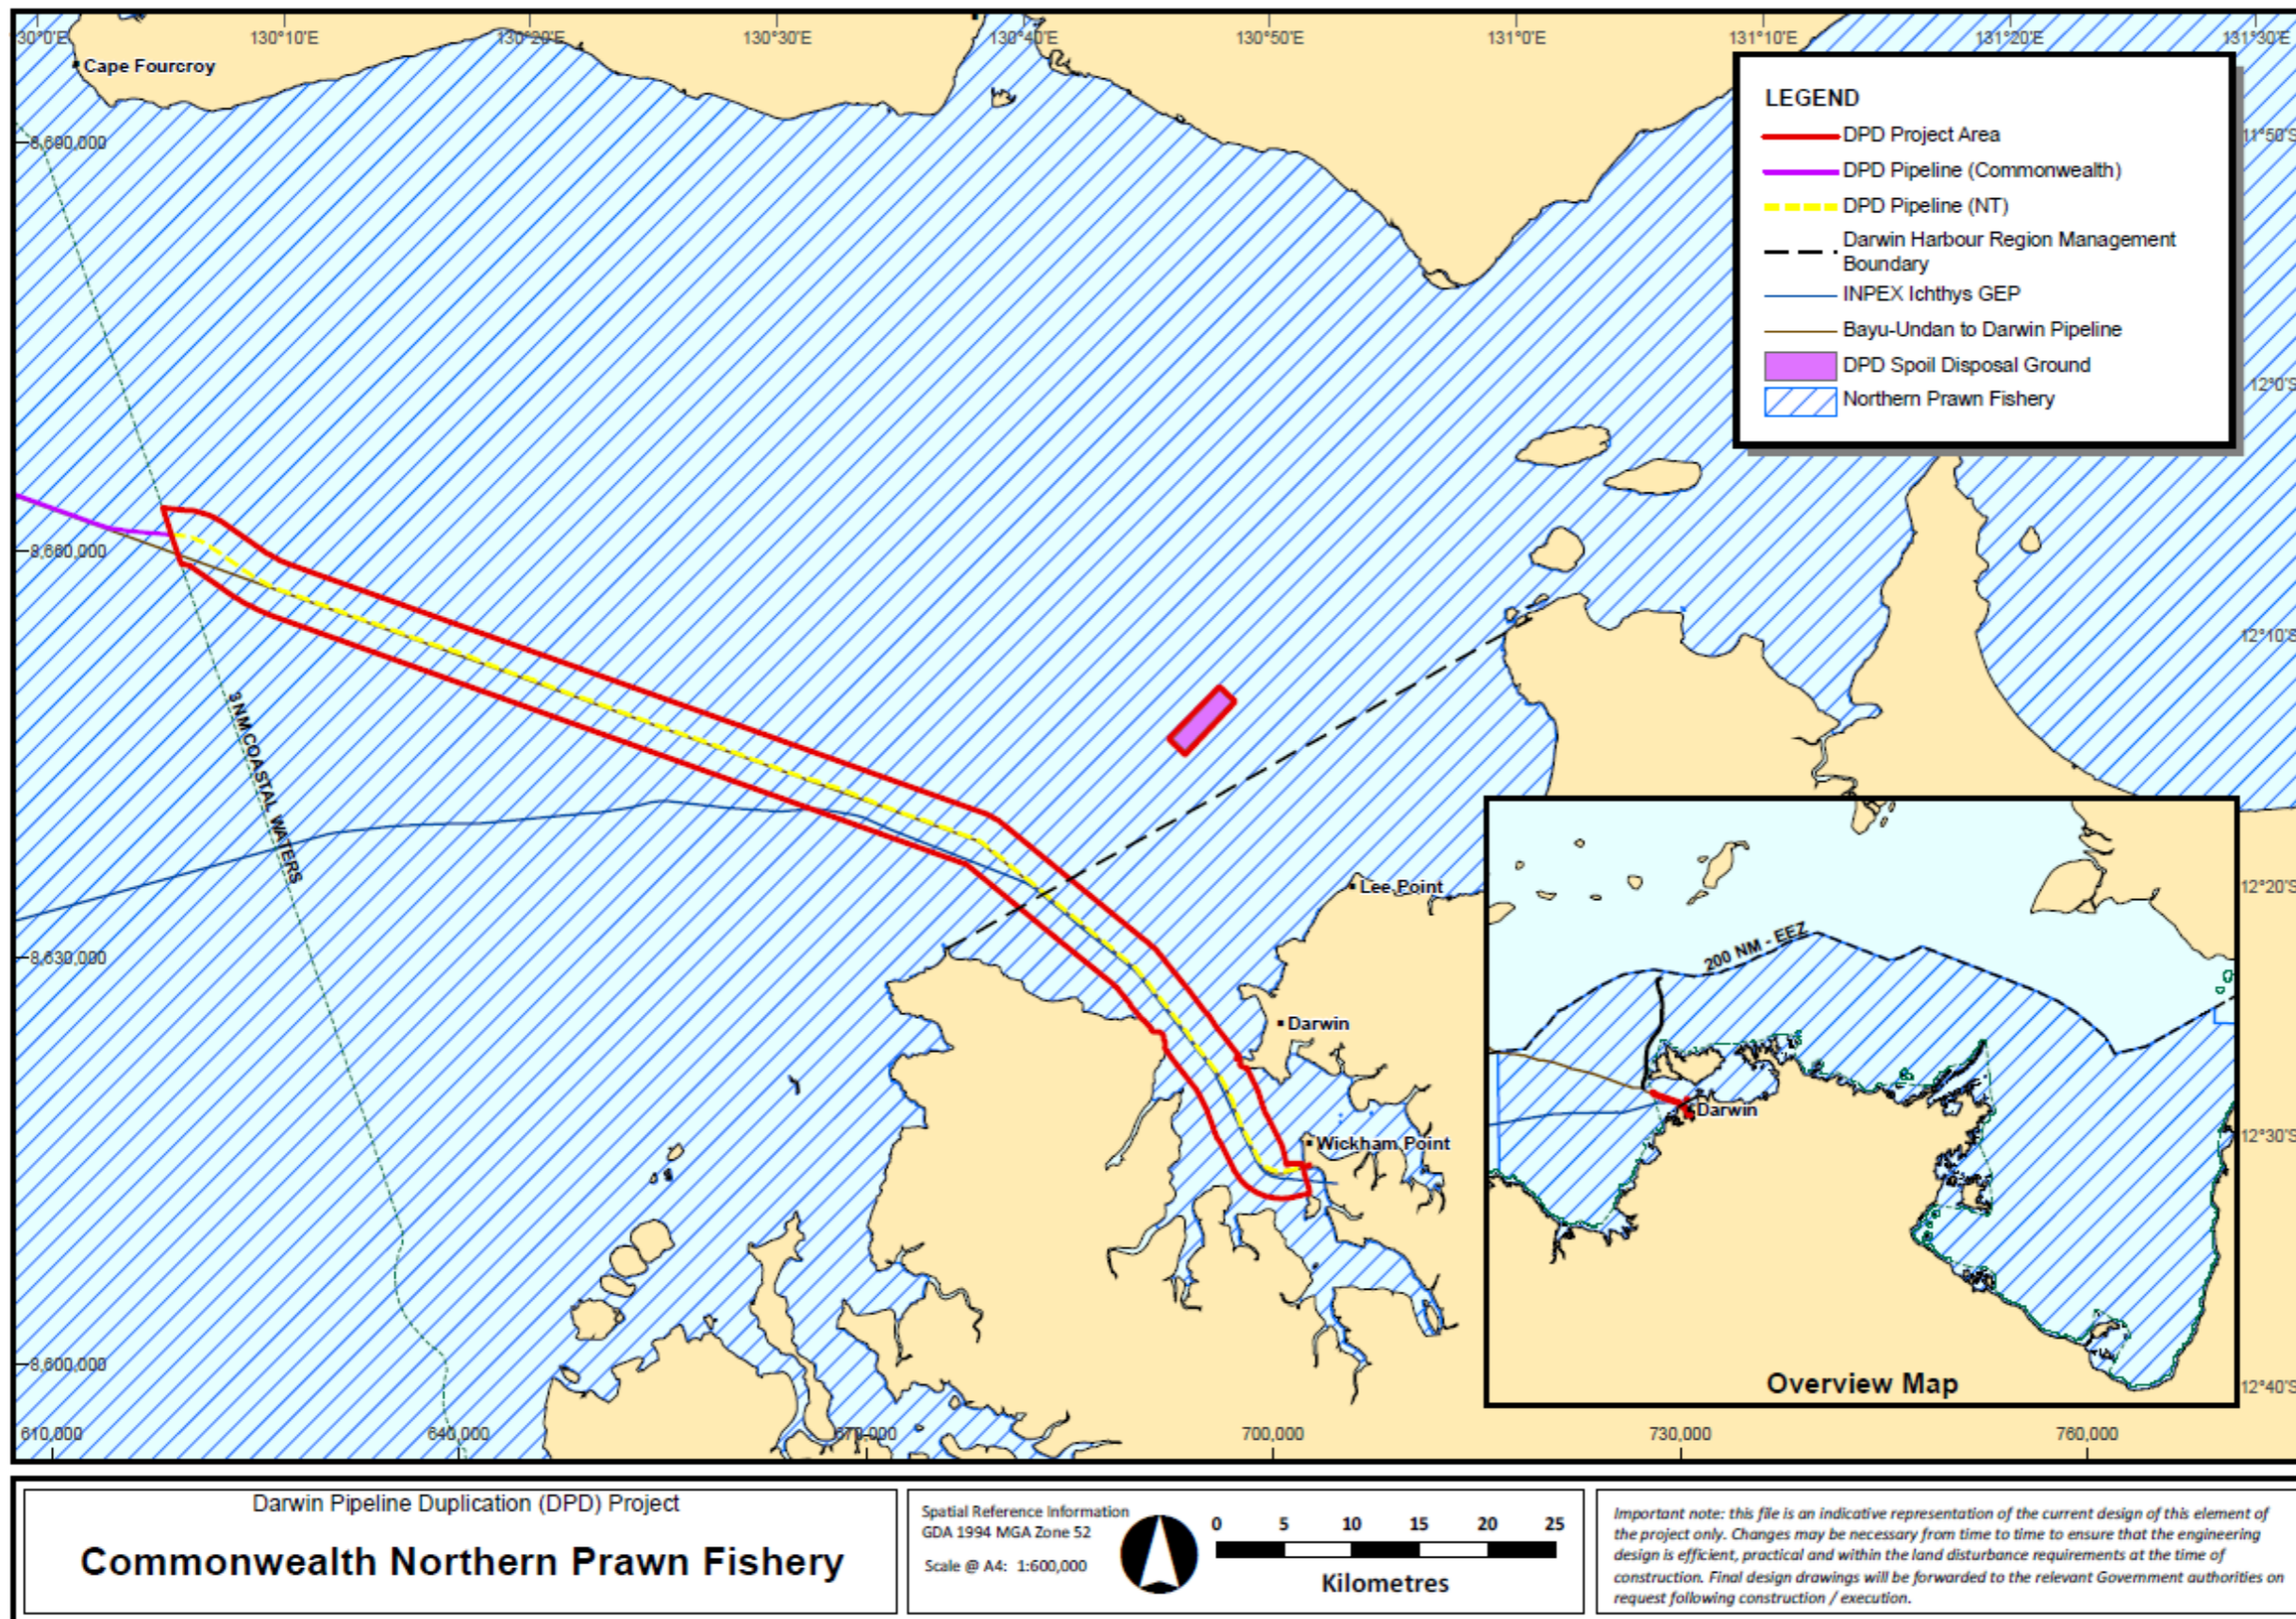 30°0'E 130°10'E 130°20'E 130°30'E 130°40'E 130°50'E 131°0'E 131°10'E 131°20'E 131°30'E
Cape Fourcroy
LEGEND
DPD Project Area
DPD Pipeline (Commonwealth)
DPD Pipeline (NT)
Darwin Harbour Region Management
Boundary
INPEX Ichthys GEP
Bayu-Undan to Darwin Pipeline
DPD Spoil Disposal Ground
Northern Prawn Fishery
8,690,000
11°50'S
12°0'S
8,660,000
12°10'S
3 NM COASTAL WATERS
Lee Point
12°20'S
8,630,000
Darwin
Wickham Point
200 NM - EEZ
Darwin
12°30'S
8,600,000
Overview Map
12°40'S
610,000 640,000 670,000 700,000 730,000 760,000
Darwin Pipeline Duplication (DPD) Project
Commonwealth Northern Prawn Fishery
Spatial Reference Information
GDA 1994 MGA Zone 52
Scale @ A4: 1:600,000
0 5 10 15 20 25
Kilometres
Important note: this file is an indicative representation of the current design of this element of
the project only. Changes may be necessary from time to time to ensure that the engineering
design is efficient, practical and within the land disturbance requirements at the time of
construction. Final design drawings will be forwarded to the relevant Government authorities on
request following construction / execution.